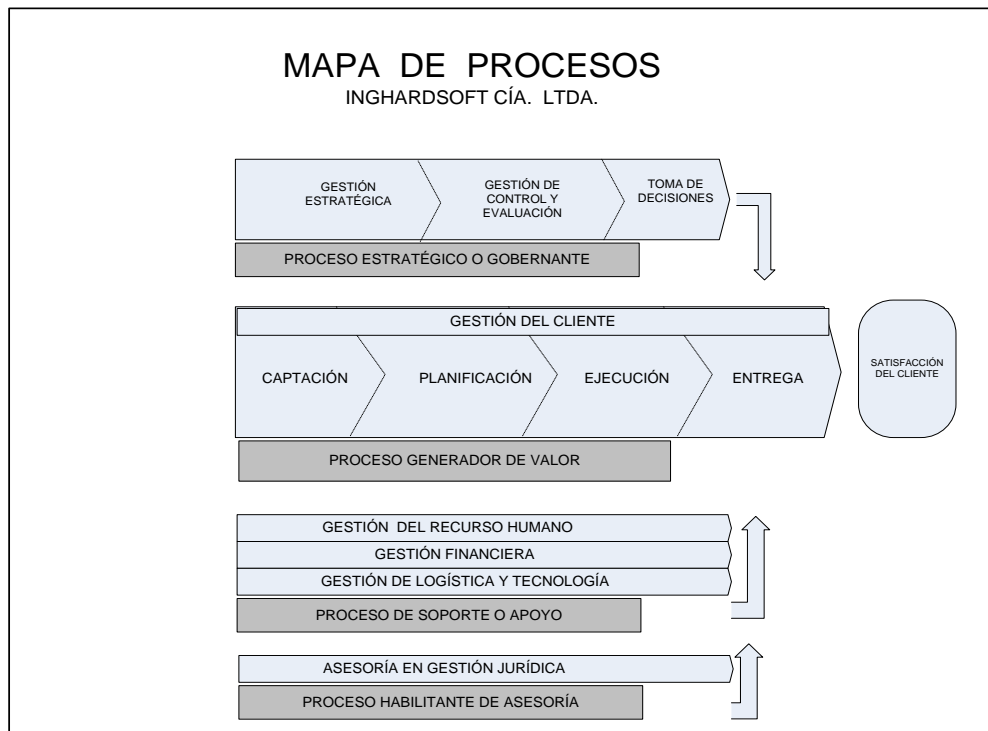 MAPA DE PROCESOS
INGHARDSOFT CÍA. LTDA.
GESTIÓN
ESTRATÉGICA
GESTIÓN DE
CONTROL Y
EVALUACIÓN
TOMA DE
DECISIONES
PROCESO ESTRATÉGICO O GOBERNANTE
GESTIÓN DEL CLIENTE
CAPTACIÓN
PLANIFICACIÓN
EJECUCIÓN
ENTREGA
SATISFACCIÓN
DEL CLIENTE
PROCESO GENERADOR DE VALOR
GESTIÓN DEL RECURSO HUMANO
GESTIÓN FINANCIERA
GESTIÓN DE LOGÍSTICA Y TECNOLOGÍA
PROCESO DE SOPORTE O APOYO
ASESORÍA EN GESTIÓN JURÍDICA
PROCESO HABILITANTE DE ASESORÍA